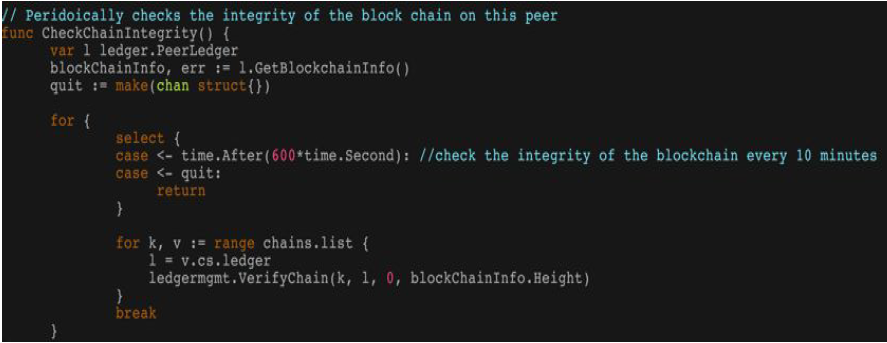 // Peridoically checks the integrity of the block chain on this peer
func CheckChainIntegrity() {
var l ledger.PeerLedger
blockChainInfo, err := l.GetBlockchainInfo()
quit := make(chan struct{})
for {
select {
case <- time.After(600*time.Second): //check the integrity of the blockchain every 10 minutes
case <- quit:
return
}
for k, v := range chains.list {
l = v.cs.ledger
ledgermgmt.VerifyChain(k, l, 0, blockChainInfo.Height)
}
break
}